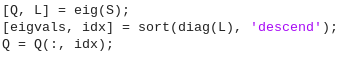 [Q, L] = eig(S);
[eigvals, idx] = sort(diag(L), 'descend');
Q = Q(:, idx);